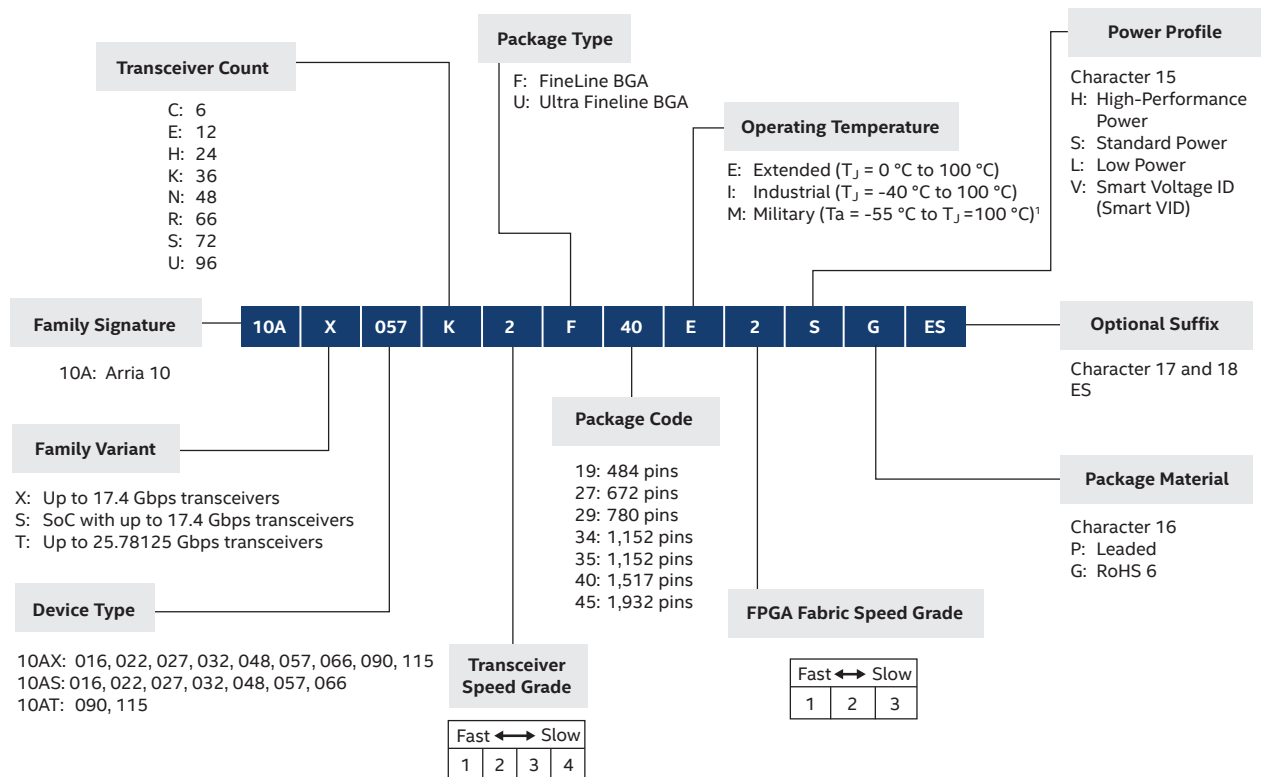 Transceiver Count
C: 6
E: 12
H: 24
K: 36
N: 48
R: 66
S: 72
U: 96
Package Type
F: FineLine BGA
U: Ultra Fineline BGA
Operating Temperature
E: Extended (TJ = 0 °C to 100 °C)
I: Industrial (TJ = -40 °C to 100 °C)
M: Military (Ta = -55 °C to TJ =100 °C)¹
Power Profile
Character 15
H: High-Performance
Power
S: Standard Power
L: Low Power
V: Smart Voltage ID
(Smart VID)
Family Signature
10A: Arria 10
10A X 057 K 2 F 40 E 2 S G ES
Optional Suffix
Character 17 and 18
ES
Family Variant
X: Up to 17.4 Gbps transceivers
S: SoC with up to 17.4 Gbps transceivers
T: Up to 25.78125 Gbps transceivers
Device Type
10AX: 016, 022, 027, 032, 048, 057, 066, 090, 115
10AS: 016, 022, 027, 032, 048, 057, 066
10AT: 090, 115
Transceiver
Speed Grade
Fast ↔ Slow
1 2 3 4
Package Code
19: 484 pins
27: 672 pins
29: 780 pins
34: 1,152 pins
35: 1,152 pins
40: 1,517 pins
45: 1,932 pins
FPGA Fabric Speed Grade
Fast ↔ Slow
1 2 3
Package Material
Character 16
P: Leaded
G: RoHS 6